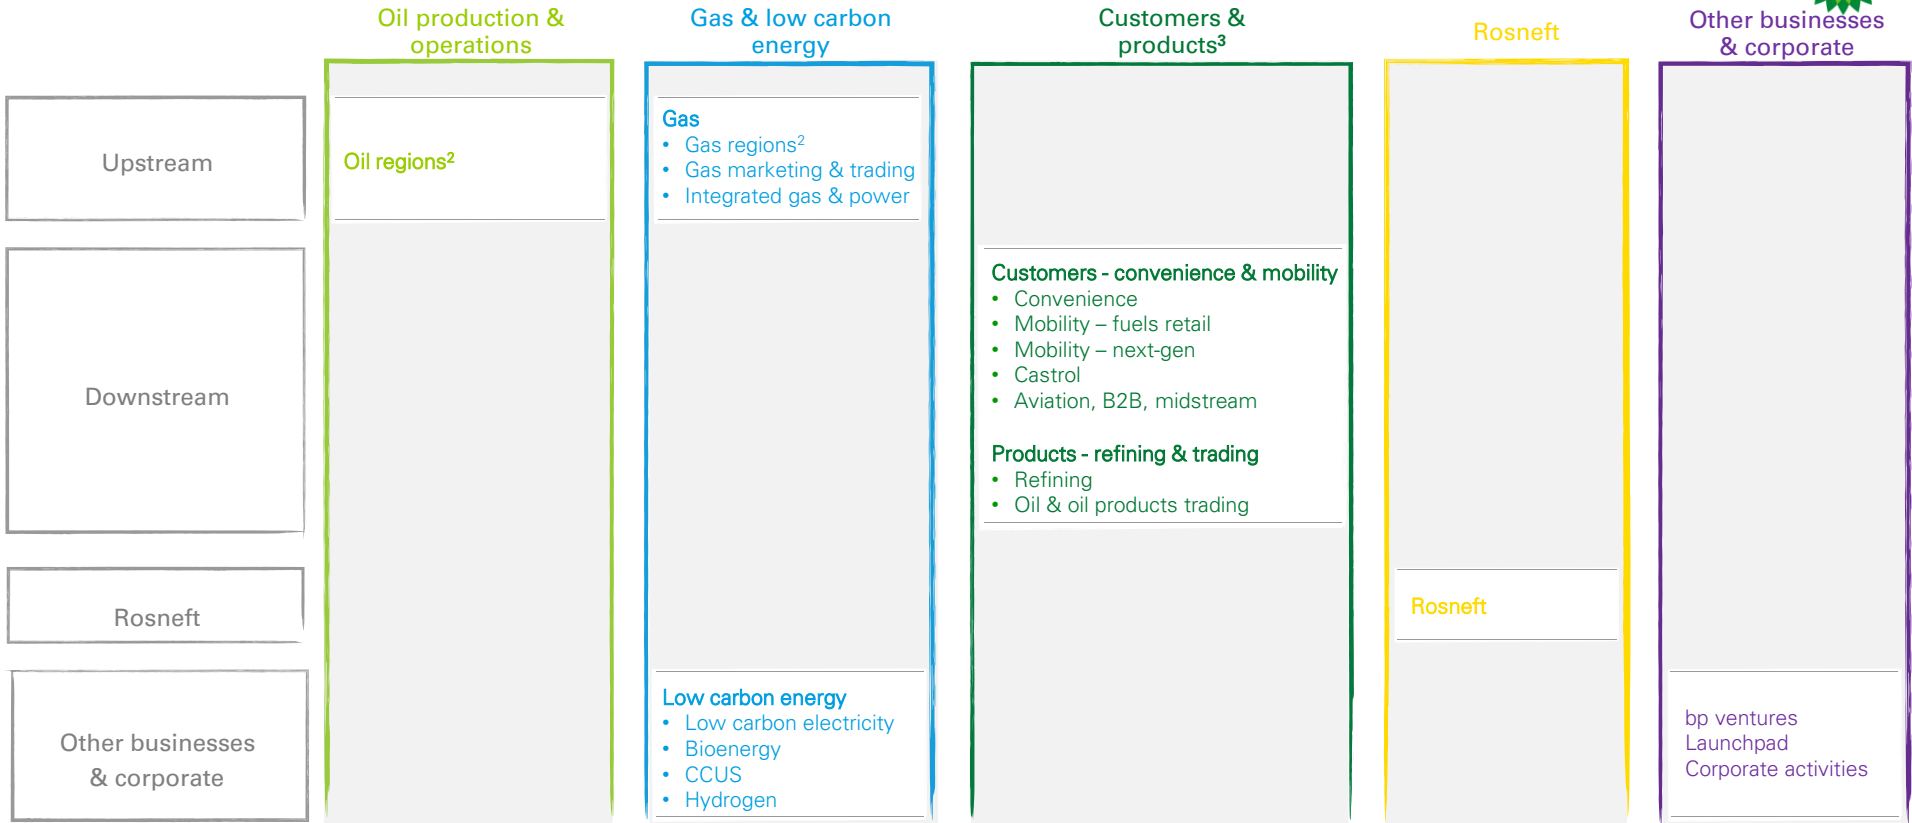 Oil production &
operations
Gas & low carbon
energy
Customers &
products³
Rosneft
Other businesses
& corporate
Upstream
Oil regions²
Gas
• Gas regions²
• Gas marketing & trading
• Integrated gas & power
Downstream
Customers - convenience & mobility
• Convenience
• Mobility – fuels retail
• Mobility – next-gen
• Castrol
• Aviation, B2B, midstream
Products - refining & trading
• Refining
• Oil & oil products trading
Rosneft
Rosneft
Other businesses
& corporate
Low carbon energy
• Low carbon electricity
• Bioenergy
• CCUS
• Hydrogen
bp ventures
Launchpad
Corporate activities